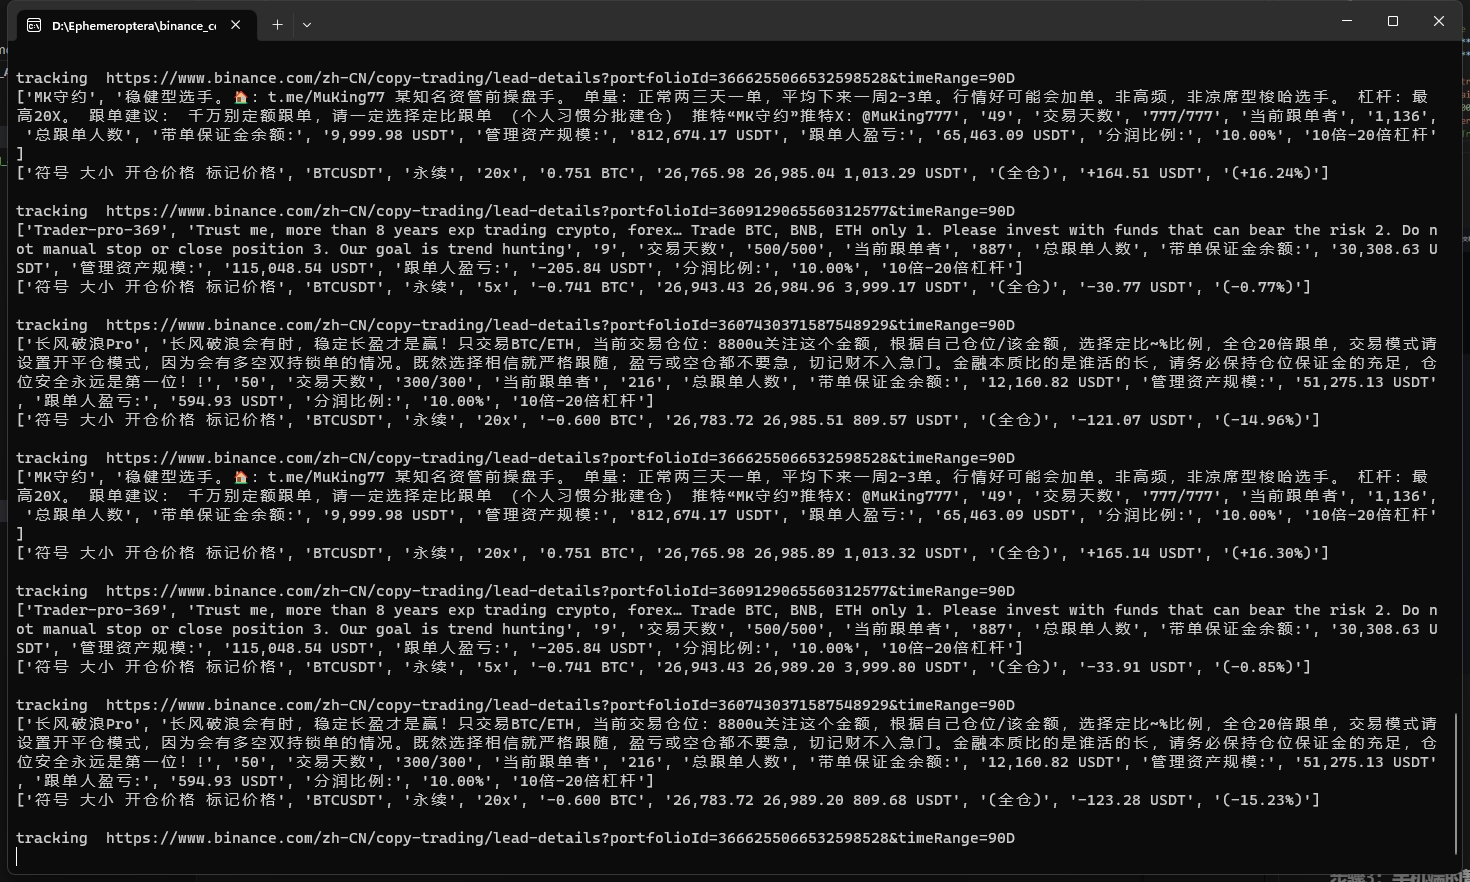 D:\Ephemeroptera\binance_c
tracking  https://www.binance.com/zh-CN/copy-trading/lead-details?portfolioId=3666255066532598528&timeRange=90D
['MK守约', '稳健型选手。🏠: t.me/MuKing77 某知名资管前操盘手。 单量：正常两三天一单，平均下来一周2-3单。行情好可能会加单。非高频，非凉席型梭哈选手。 杠杆：最
高20X。 跟单建议： 千万别定额跟单，请一定选择定比跟单 （个人习惯分批建仓） 推特“MK守约”推特X：@MuKing777', '49', '交易天数', '777/777', '当前跟单者', '1,136',
'总跟单人数', '带单保证金余额:', '9,999.98 USDT', '管理资产规模:', '812,674.17 USDT', '跟单人盈亏:', '65,463.09 USDT', '分润比例:', '10.00%', '10倍-20倍杠杆'
]
['符号 大小 开仓价格 标记价格', 'BTCUSDT', '永续', '20x', '0.751 BTC', '26,765.98 26,985.04 1,013.29 USDT', '(全仓)', '+164.51 USDT', '(+16.24%)']
tracking  https://www.binance.com/zh-CN/copy-trading/lead-details?portfolioId=3609129065560312577&timeRange=90D
['Trader-pro-369', 'Trust me, more than 8 years exp trading crypto, forex… Trade BTC, BNB, ETH only 1. Please invest with funds that can bear the risk 2. Do n
ot manual stop or close position 3. Our goal is trend hunting', '9', '交易天数', '500/500', '当前跟单者', '887', '总跟单人数', '带单保证金余额:', '30,308.63 U
SDT', '管理资产规模:', '115,048.54 USDT', '跟单人盈亏:', '-205.84 USDT', '分润比例:', '10.00%', '10倍-20倍杠杆']
['符号 大小 开仓价格 标记价格', 'BTCUSDT', '永续', '5x', '-0.741 BTC', '26,943.43 26,984.96 3,999.17 USDT', '(全仓)', '-30.77 USDT', '(-0.77%)']
tracking  https://www.binance.com/zh-CN/copy-trading/lead-details?portfolioId=3607430371587548929&timeRange=90D
['长风破浪Pro', '长风破浪会有时，稳定长盈才是赢！只交易BTC/ETH，当前交易仓位：8800u关注这个金额，根据自己仓位/该金额，选择定比~%比例，全仓20倍跟单，交易模式请
设置开平仓模式，因为会有多空双持锁单的情况。既然选择相信就严格跟随，盈亏或空仓都不要急，切记财不入急门。金融本质比的是谁活的长，请务必保持仓位保证金的充足，仓
位安全永远是第一位！!', '50', '交易天数', '300/300', '当前跟单者', '216', '总跟单人数', '带单保证金余额:', '12,160.82 USDT', '管理资产规模:', '51,275.13 USDT'
, '跟单人盈亏:', '594.93 USDT', '分润比例:', '10.00%', '10倍-20倍杠杆']
['符号 大小 开仓价格 标记价格', 'BTCUSDT', '永续', '20x', '-0.600 BTC', '26,783.72 26,985.51 809.57 USDT', '(全仓)', '-121.07 USDT', '(-14.96%)']
tracking  https://www.binance.com/zh-CN/copy-trading/lead-details?portfolioId=3666255066532598528&timeRange=90D
['MK守约', '稳健型选手。🏠: t.me/MuKing77 某知名资管前操盘手。 单量：正常两三天一单，平均下来一周2-3单。行情好可能会加单。非高频，非凉席型梭哈选手。 杠杆：最
高20X。 跟单建议： 千万别定额跟单，请一定选择定比跟单 （个人习惯分批建仓） 推特“MK守约”推特X：@MuKing777', '49', '交易天数', '777/777', '当前跟单者', '1,136',
'总跟单人数', '带单保证金余额:', '9,999.98 USDT', '管理资产规模:', '812,674.17 USDT', '跟单人盈亏:', '65,463.09 USDT', '分润比例:', '10.00%', '10倍-20倍杠杆'
]
['符号 大小 开仓价格 标记价格', 'BTCUSDT', '永续', '20x', '0.751 BTC', '26,765.98 26,985.89 1,013.32 USDT', '(全仓)', '+165.14 USDT', '(+16.30%)']
tracking  https://www.binance.com/zh-CN/copy-trading/lead-details?portfolioId=3609129065560312577&timeRange=90D
['Trader-pro-369', 'Trust me, more than 8 years exp trading crypto, forex… Trade BTC, BNB, ETH only 1. Please invest with funds that can bear the risk 2. Do n
ot manual stop or close position 3. Our goal is trend hunting', '9', '交易天数', '500/500', '当前跟单者', '887', '总跟单人数', '带单保证金余额:', '30,308.63 U
SDT', '管理资产规模:', '115,048.54 USDT', '跟单人盈亏:', '-205.84 USDT', '分润比例:', '10.00%', '10倍-20倍杠杆']
['符号 大小 开仓价格 标记价格', 'BTCUSDT', '永续', '5x', '-0.741 BTC', '26,943.43 26,989.20 3,999.80 USDT', '(全仓)', '-33.91 USDT', '(-0.85%)']
tracking  https://www.binance.com/zh-CN/copy-trading/lead-details?portfolioId=3607430371587548929&timeRange=90D
['长风破浪Pro', '长风破浪会有时，稳定长盈才是赢！只交易BTC/ETH，当前交易仓位：8800u关注这个金额，根据自己仓位/该金额，选择定比~%比例，全仓20倍跟单，交易模式请
设置开平仓模式，因为会有多空双持锁单的情况。既然选择相信就严格跟随，盈亏或空仓都不要急，切记财不入急门。金融本质比的是谁活的长，请务必保持仓位保证金的充足，仓
位安全永远是第一位！!', '50', '交易天数', '300/300', '当前跟单者', '216', '总跟单人数', '带单保证金余额:', '12,160.82 USDT', '管理资产规模:', '51,275.13 USDT'
, '跟单人盈亏:', '594.93 USDT', '分润比例:', '10.00%', '10倍-20倍杠杆']
['符号 大小 开仓价格 标记价格', 'BTCUSDT', '永续', '20x', '-0.600 BTC', '26,783.72 26,989.20 809.68 USDT', '(全仓)', '-123.28 USDT', '(-15.23%)']
tracking  https://www.binance.com/zh-CN/copy-trading/lead-details?portfolioId=3666255066532598528&timeRange=90D